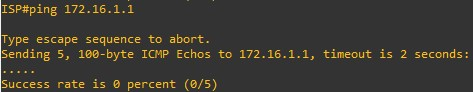 ISP#ping 172.16.1.1
Type escape sequence to abort.
Sending 5, 100-byte ICMP Echos to 172.16.1.1, timeout is 2 seconds:
.....
Success rate is 0 percent (0/5)